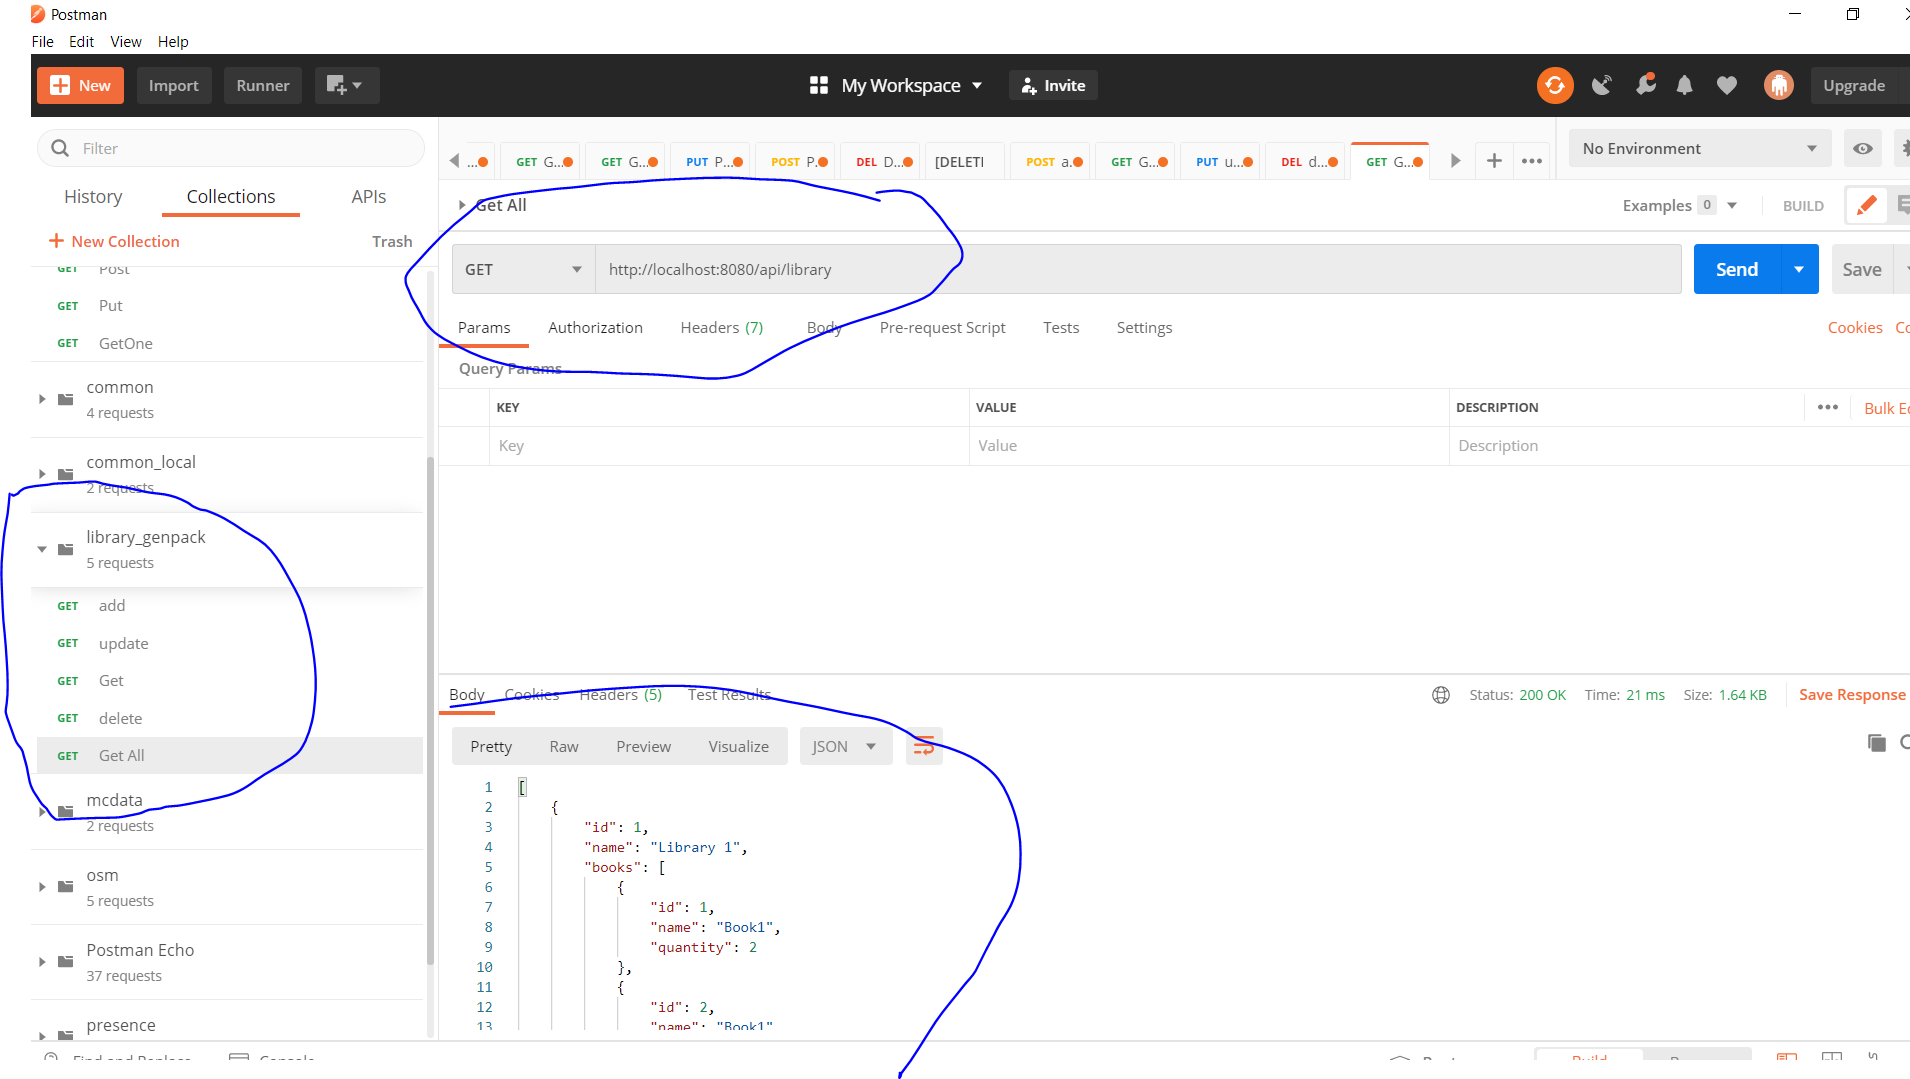 Postman
File Edit View Help
New Import Runner My Workspace Invite Upgrade
Filter
History Collections APIs
New Collection Trash
GET Post
GET Put
GET GetOne
common
4 requests
common_local
2 requests
library_genpack
5 requests
GET add
GET update
GET Get
GET delete
GET Get All
mcdata
2 requests
osm
5 requests
Postman Echo
37 requests
presence
Find and Replace Console
... GET G... GET G... PUT P... POST P. DEL D... [DELETI POST a. GET G... PUT u... DEL d... GET G...
No Environment
Get All
Examples 0 BUILD
GET http://localhost:8080/api/library Send Save
Params Authorization Headers (7) Body Pre-request Script Tests Settings Cookies Co
Query Params
KEY VALUE DESCRIPTION Bulk Ed
Key Value Description
Body Cookies Headers (5) Test Results Status: 200 OK Time: 21 ms Size: 1.64 KB Save Response
Pretty Raw Preview Visualize JSON
1 [
2 {
3 "id": 1,
4 "name": "Library 1",
5 "books": [
6 {
7 "id": 1,
8 "name": "Book1",
9 "quantity": 2
10 },
11 {
12 "id": 2,
13 "name": "Book1"
Build